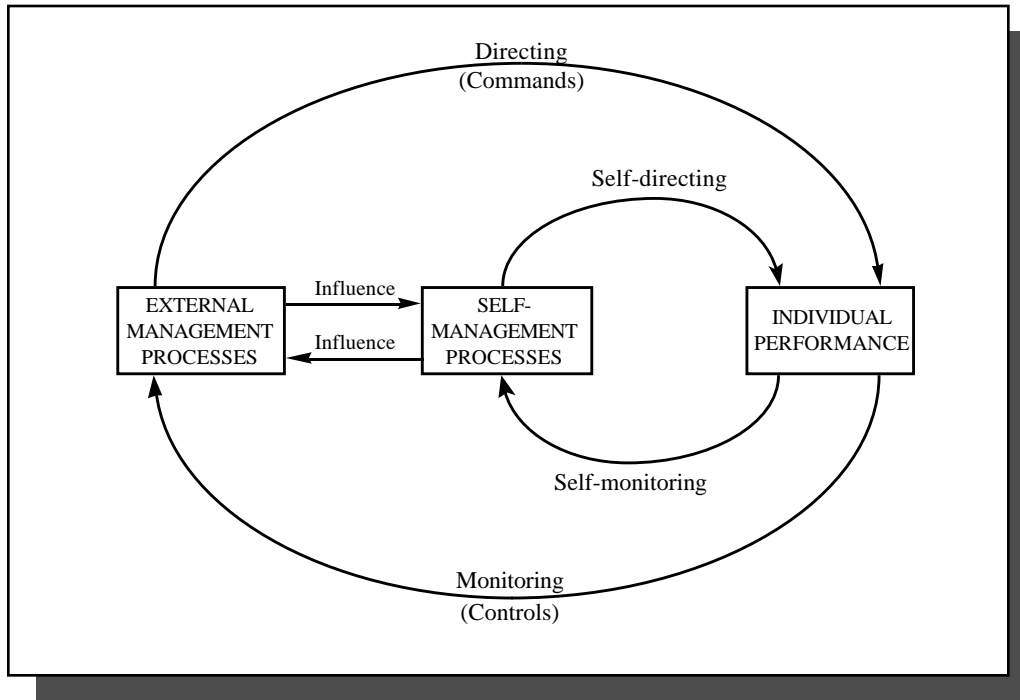 Directing
(Commands)
Self-directing
EXTERNAL
MANAGEMENT
PROCESSES
Influence
Influence
SELF-
MANAGEMENT
PROCESSES
INDIVIDUAL
PERFORMANCE
Self-monitoring
Monitoring
(Controls)